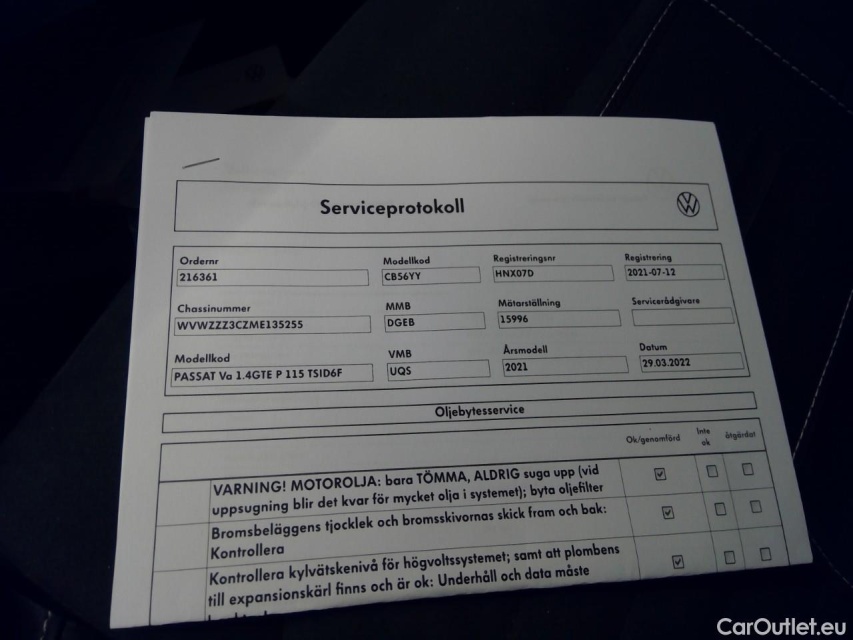 Serviceprotokoll
Ordernr Modellkod Registreringsnr Registrering
216361 CB56YY HNX07D 2021-07-12
Chassinummer MMB Mätarställning Servicerådgivare
WVWZZZ3CZME135255 DGEB 15996
Modellkod VMB Årsmodell Datum
PASSAT Va 1.4GTE P 115 TSID6F UQS 2021 29.03.2022
Oljebytesservice
Ok/genomförd Inte ok åtgärdat
VARNING! MOTOROLJA: bara TÖMMA, ALDRIG suga upp (vid
uppsugning blir det kvar för mycket olja i systemet); byta oljefilter
Bromsbeläggens tjocklek och bromsskivornas skick fram och bak:
Kontrollera
Kontrollera kylvätskenivå för högvoltssystemet; samt att plombens
till expansionskärl finns och är ok: Underhåll och data måste
CarOutlet.eu